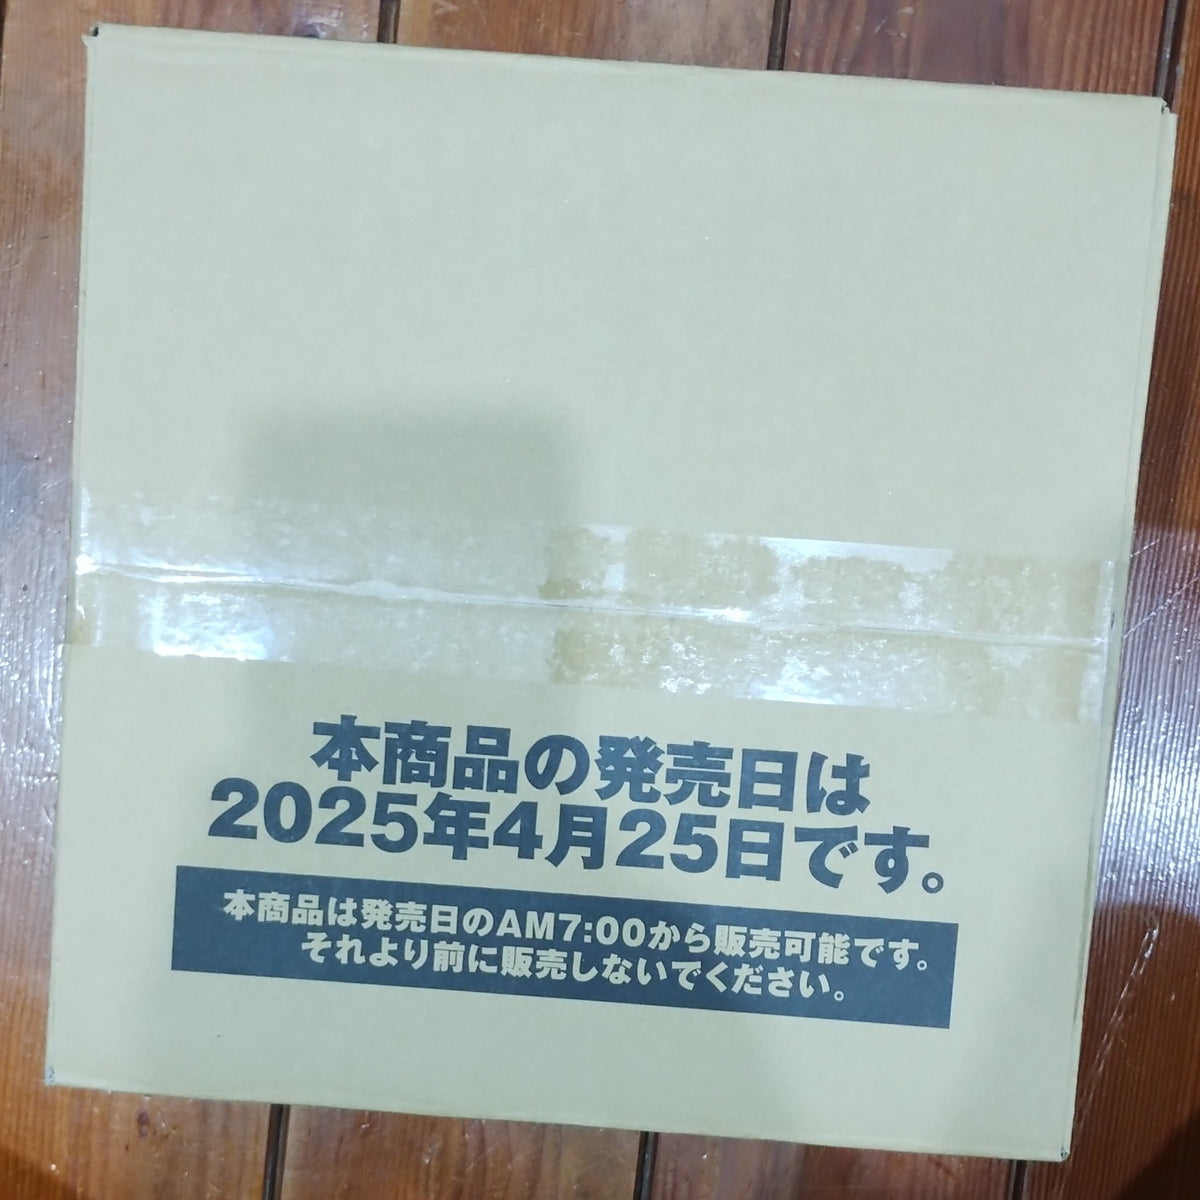 本商品の発売日は
2025年4月25日です。
本商品は発売日のAM7:00から販売可能です。
それより前に販売しないでください。